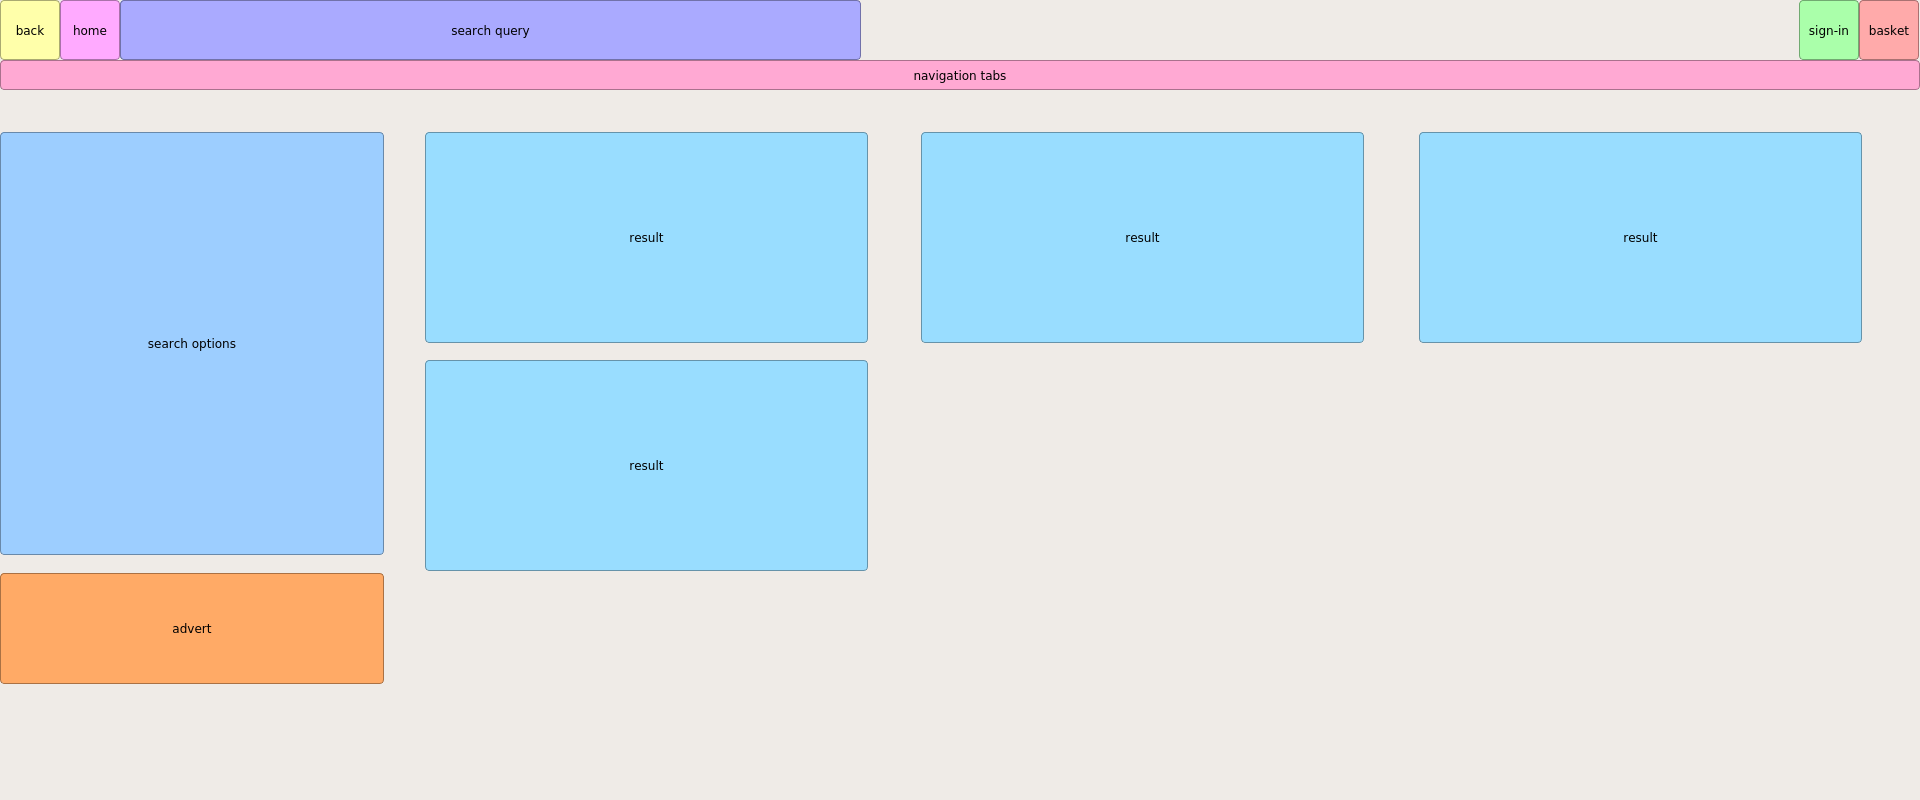 back
home
search query
sign-in
basket
navigation tabs
search options
result
result
result
result
advert